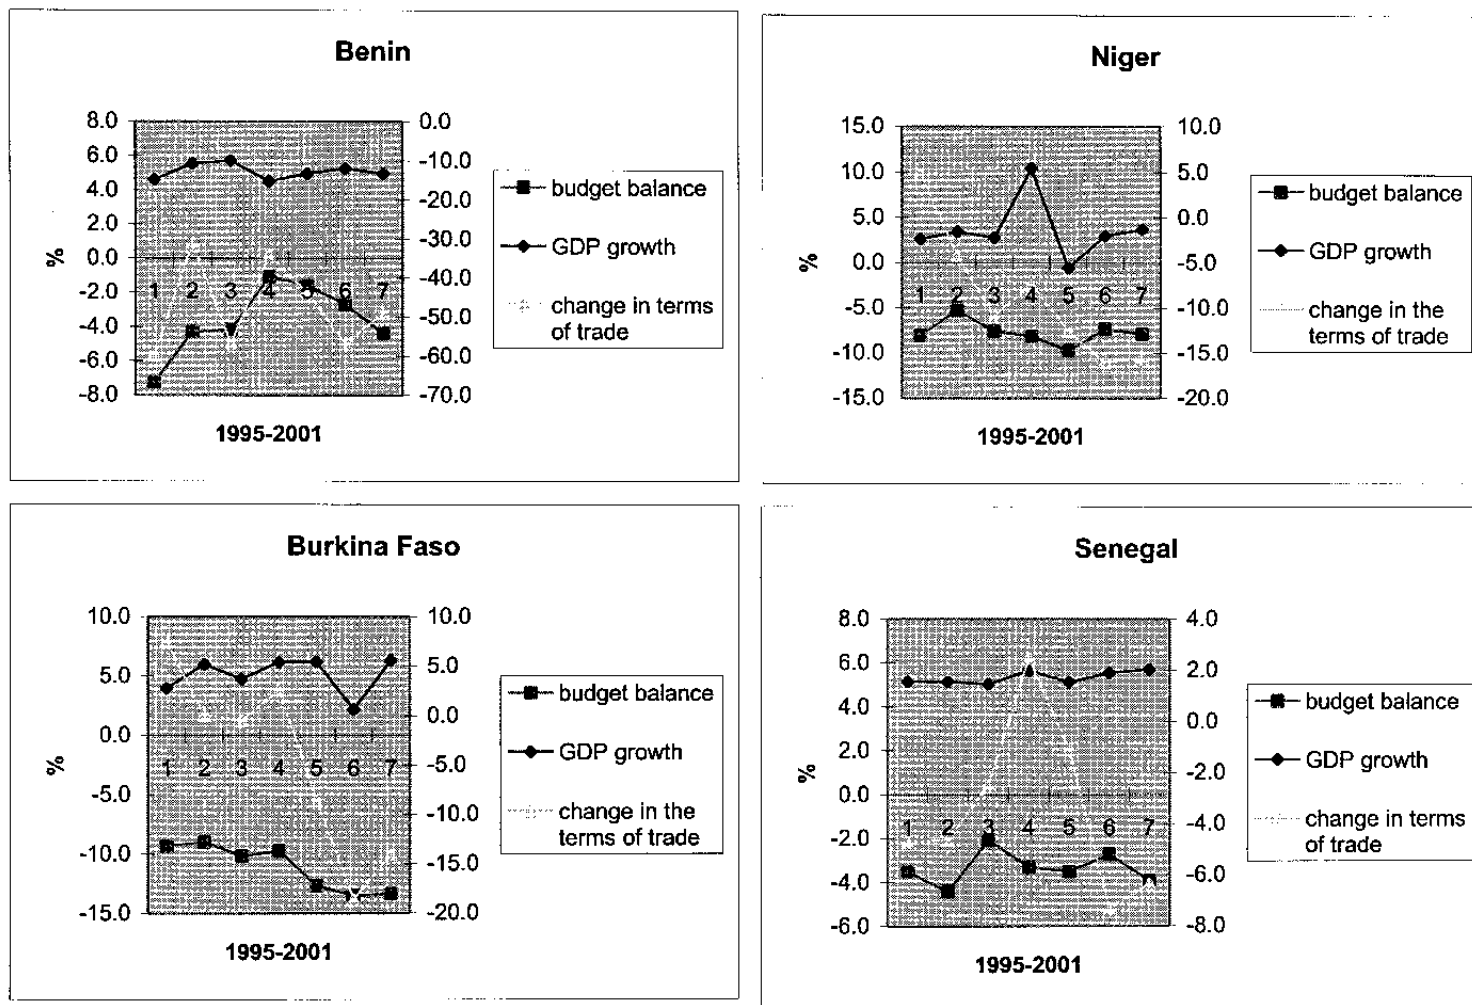 Benin
8.0
6.0
4.0
2.0
0.0
-2.0
-4.0
-6.0
-8.0
%
1 2 3 4 5 6 7
0.0
-10.0
-20.0
-30.0
-40.0
-50.0
-60.0
-70.0
1995-2001
budget balance
GDP growth
change in terms
of trade
Niger
15.0
10.0
5.0
0.0
-5.0
-10.0
-15.0
%
1 2 3 4 5 6 7
10.0
5.0
0.0
-5.0
-10.0
-15.0
-20.0
1995-2001
budget balance
GDP growth
change in the
terms of trade
Burkina Faso
10.0
5.0
0.0
-5.0
-10.0
-15.0
%
1 2 3 4 5 6 7
10.0
5.0
0.0
-5.0
-10.0
-15.0
-20.0
1995-2001
budget balance
GDP growth
change in the
terms of trade
Senegal
8.0
6.0
4.0
2.0
0.0
-2.0
-4.0
-6.0
%
1 2 3 4 5 6 7
4.0
2.0
0.0
-2.0
-4.0
-6.0
-8.0
1995-2001
budget balance
GDP growth
change in terms
of trade